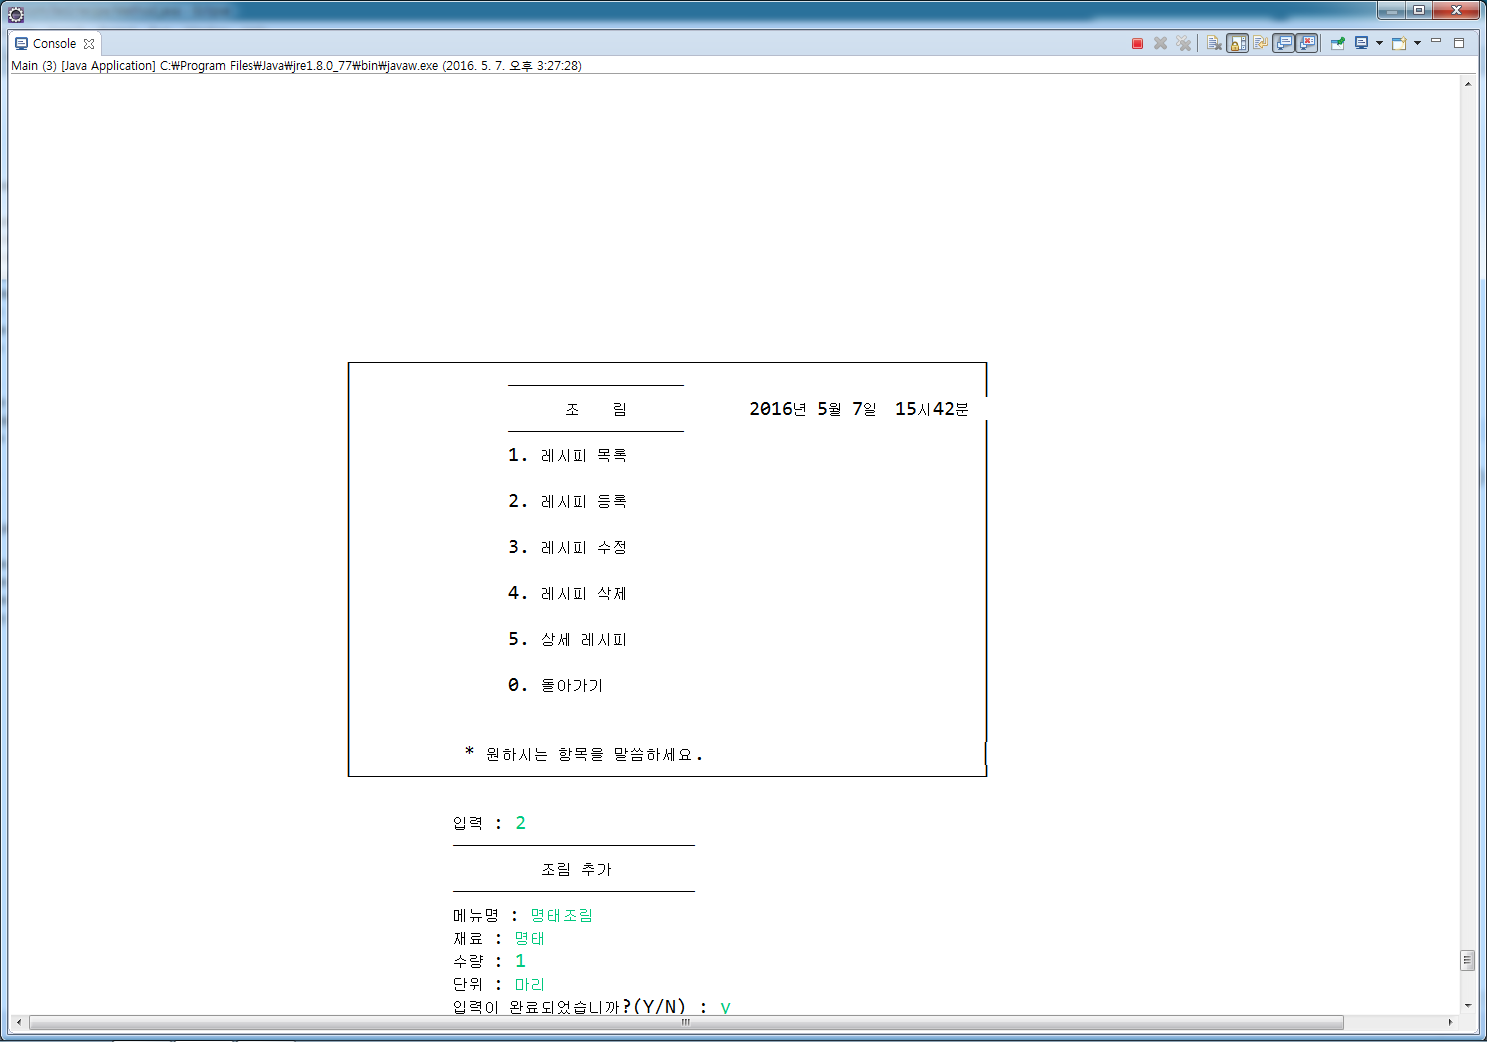 Console
Main (3) [Java Application] C:₩Program Files₩Java₩jre1.8.0_77₩bin₩javaw.exe (2016. 5. 7. 오후 3:27:28)
조 림 2016년 5월 7일 15시42분
1. 레시피 목록
2. 레시피 등록
3. 레시피 수정
4. 레시피 삭제
5. 상세 레시피
0. 돌아가기
* 원하시는 항목을 말씀하세요.
입력 : 2
조림 추가
메뉴명 : 명태조림
재료 : 명태
수량 : 1
단위 : 마리
입력이 완료되었습니까?(Y/N) : y